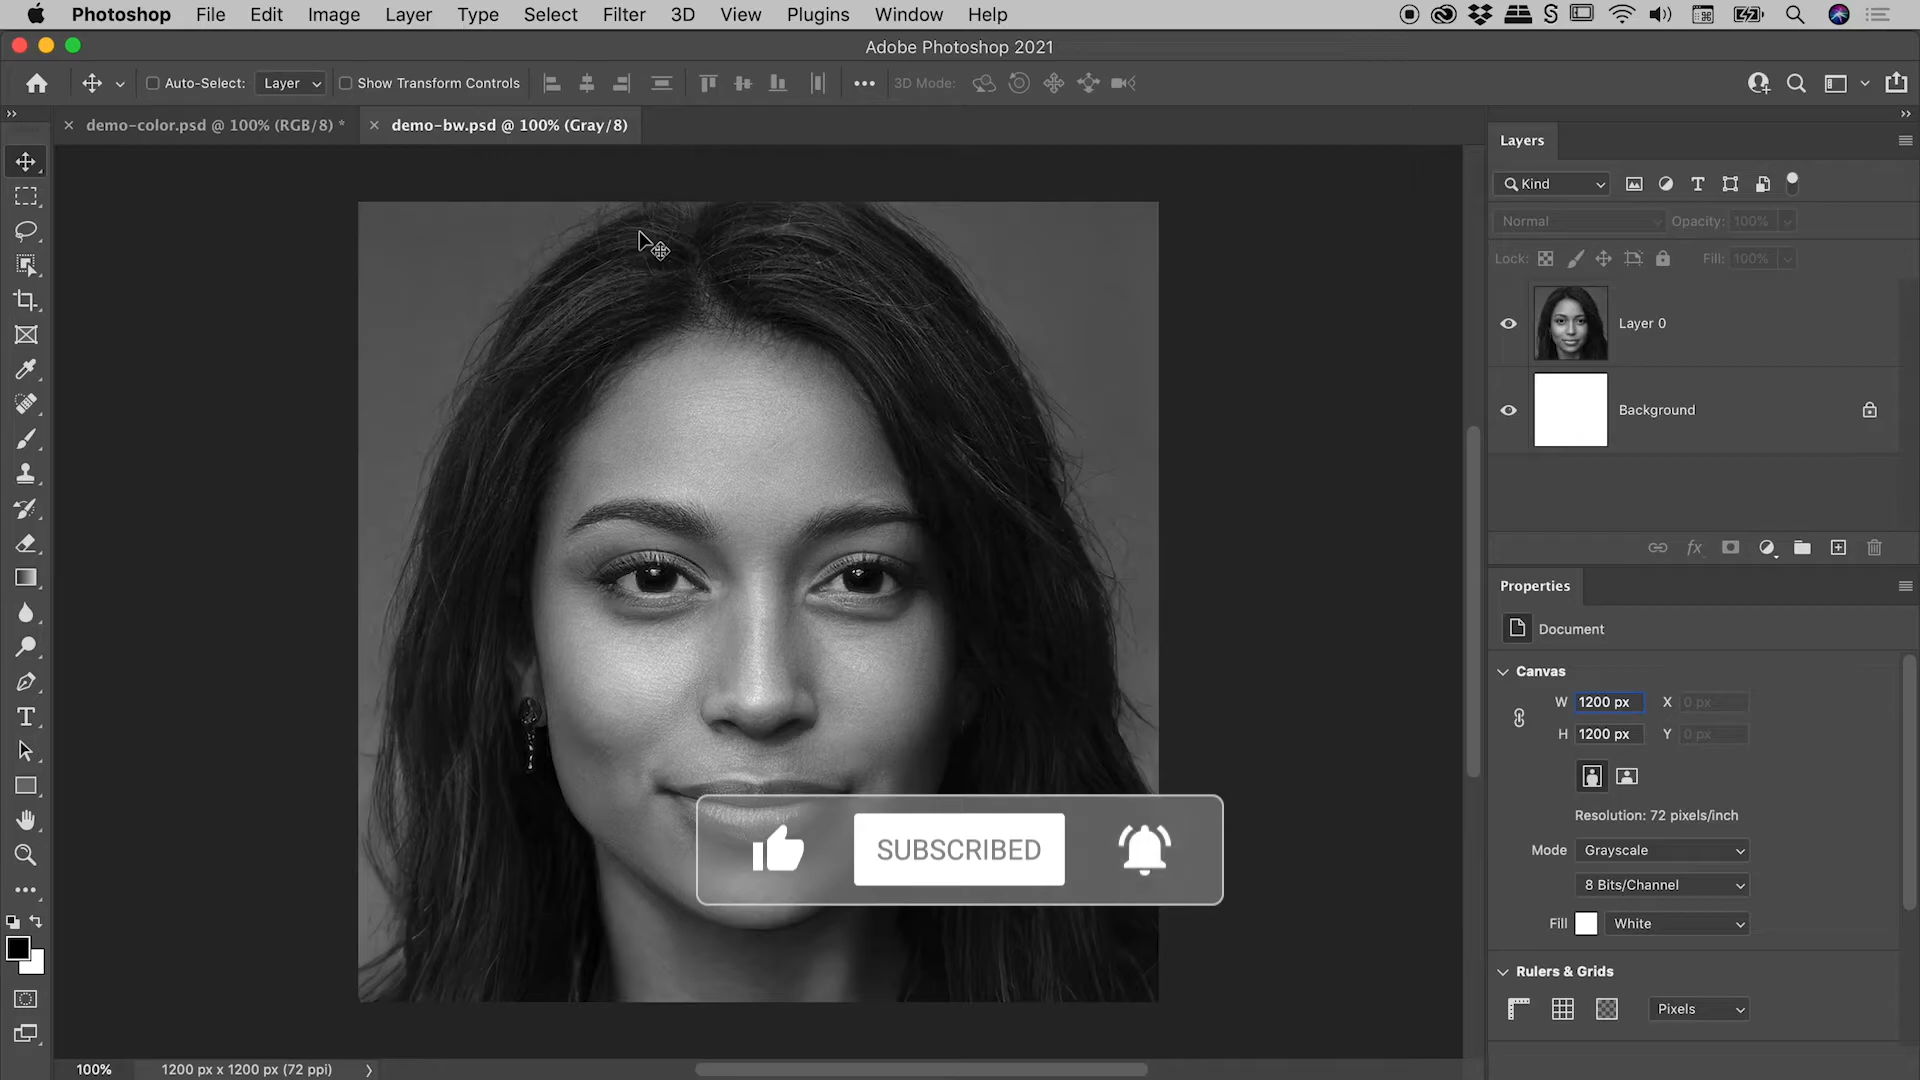 Photoshop File Edit Image Layer Type Select Filter 3D View Plugins Window Help
Adobe Photoshop 2021
Auto-Select: Layer Show Transform Controls 3D Mode:
demo-color.psd @ 100% (RGB/8) * demo-bw.psd @ 100% (Gray/8)
Layers
Kind
Normal Opacity: 100%
Lock: Fill: 100%
Layer 0
Background
fx
Properties
Document
Canvas
W 1200 px X 0 px
H 1200 px Y 0 px
Resolution: 72 pixels/inch
Mode Grayscale
8 Bits/Channel
Fill White
Rulers & Grids
Pixels
SUBSCRIBED
100% 1200 px x 1200 px (72 ppi)